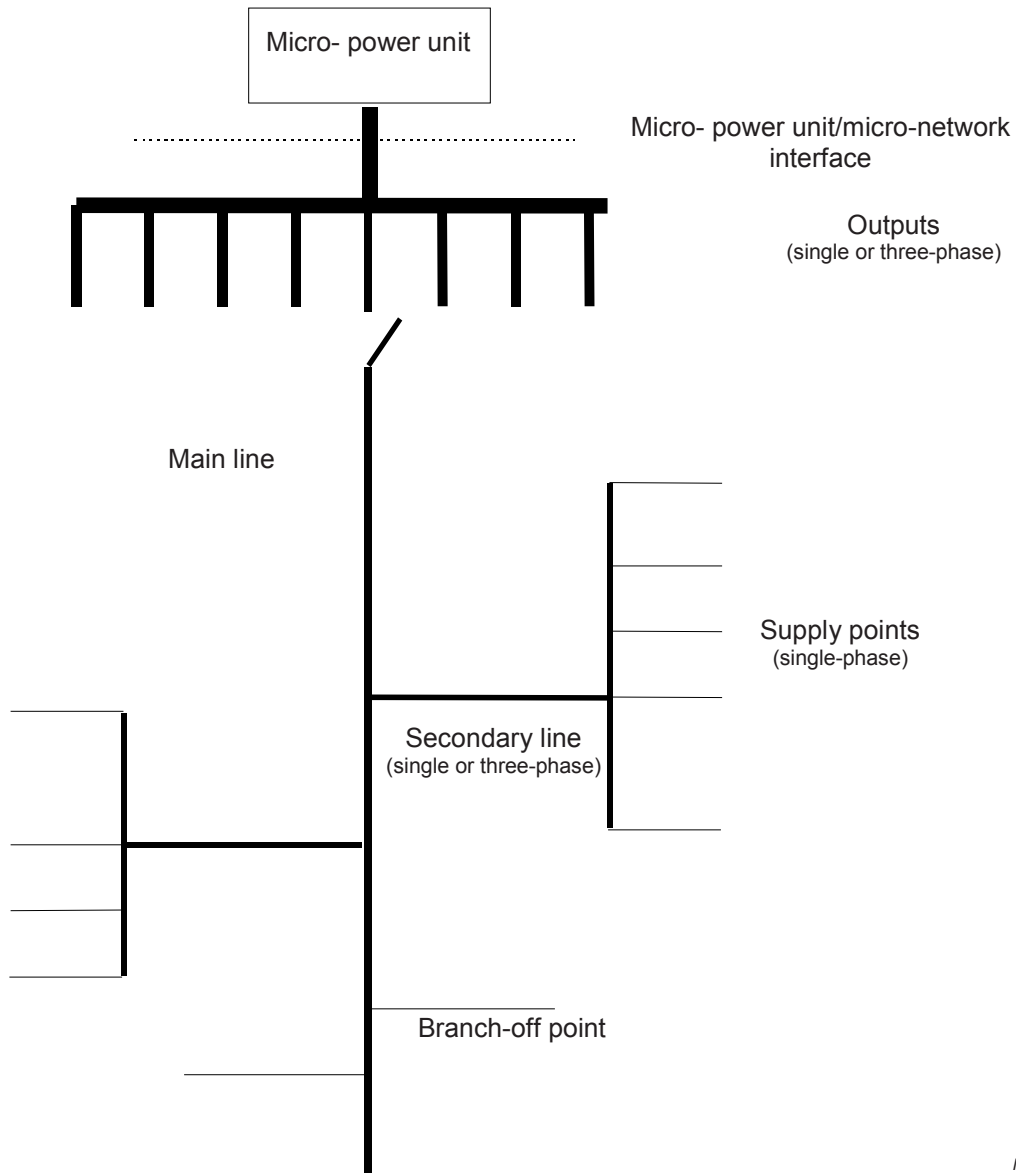 Micro- power unit
Micro- power unit/micro-network
interface
Outputs
(single or three-phase)
Main line
Supply points
(single-phase)
Secondary line
(single or three-phase)
Branch-off point